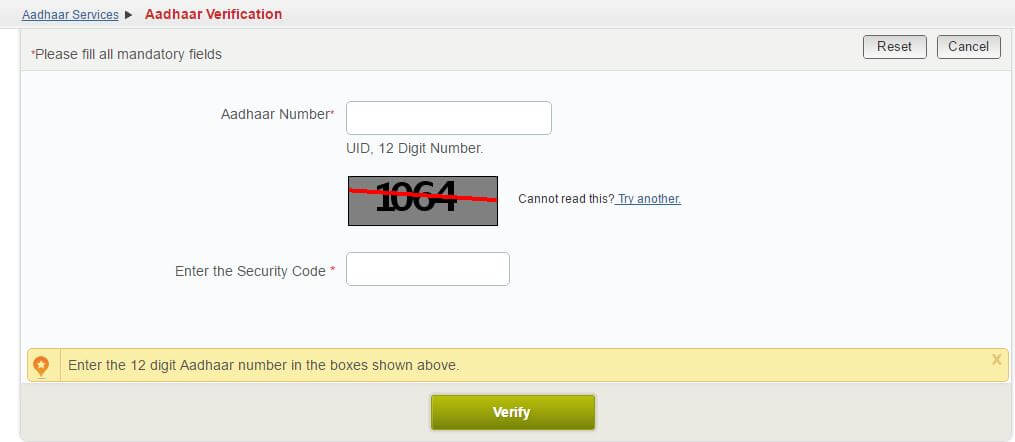 Aadhaar Services ▶ Aadhaar Verification
*Please fill all mandatory fields
Reset Cancel
Aadhaar Number*
UID, 12 Digit Number.
1064
Cannot read this? Try another.
Enter the Security Code *
Enter the 12 digit Aadhaar number in the boxes shown above.
X
Verify